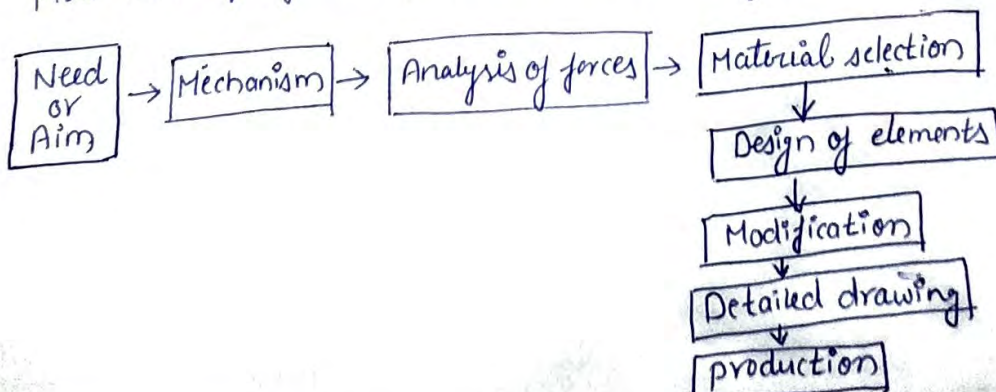 Need
or
Aim
Mechanism
Analysis of forces
Material selection
Design of elements
Modification
Detailed drawing
production